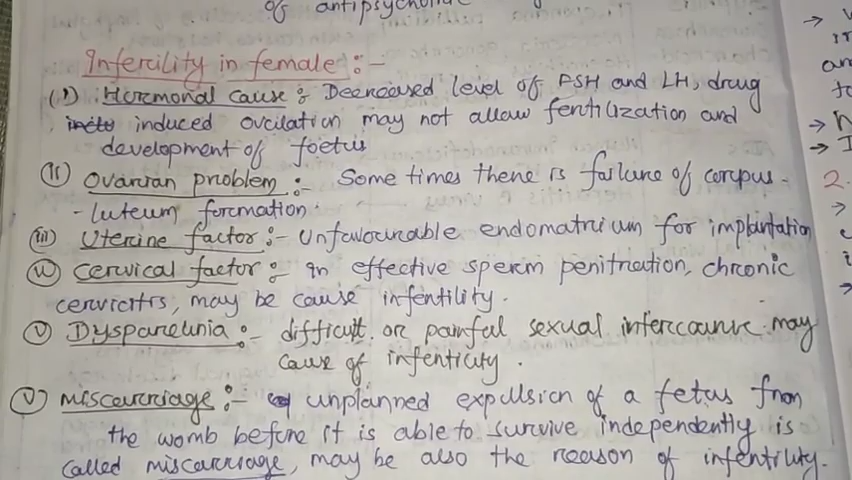 of antipsychotic
Infercility in female :-
(i) Hormonal cause : Decreased level of FSH and LH, drug
induced ovulation may not allow fertilization and
development of foetus
(ii) Ovarian problem :- Some times there is failure of corpus-
-luteum formation.
(iii) Uterine factor :- Unfavourable endomatrium for implantation
(iv) Cervical factor :- in effective sperm penitration, chronic
cervicitis, may be cause infertility.
(v) Dyspareunia :- difficult or painful sexual intercourse may
cause of infertility.
(v) miscarriage :- unplanned expulsion of a fetus from
the womb before it is able to survive independently is
called miscarriage, may be also the reason of infertility.
2.